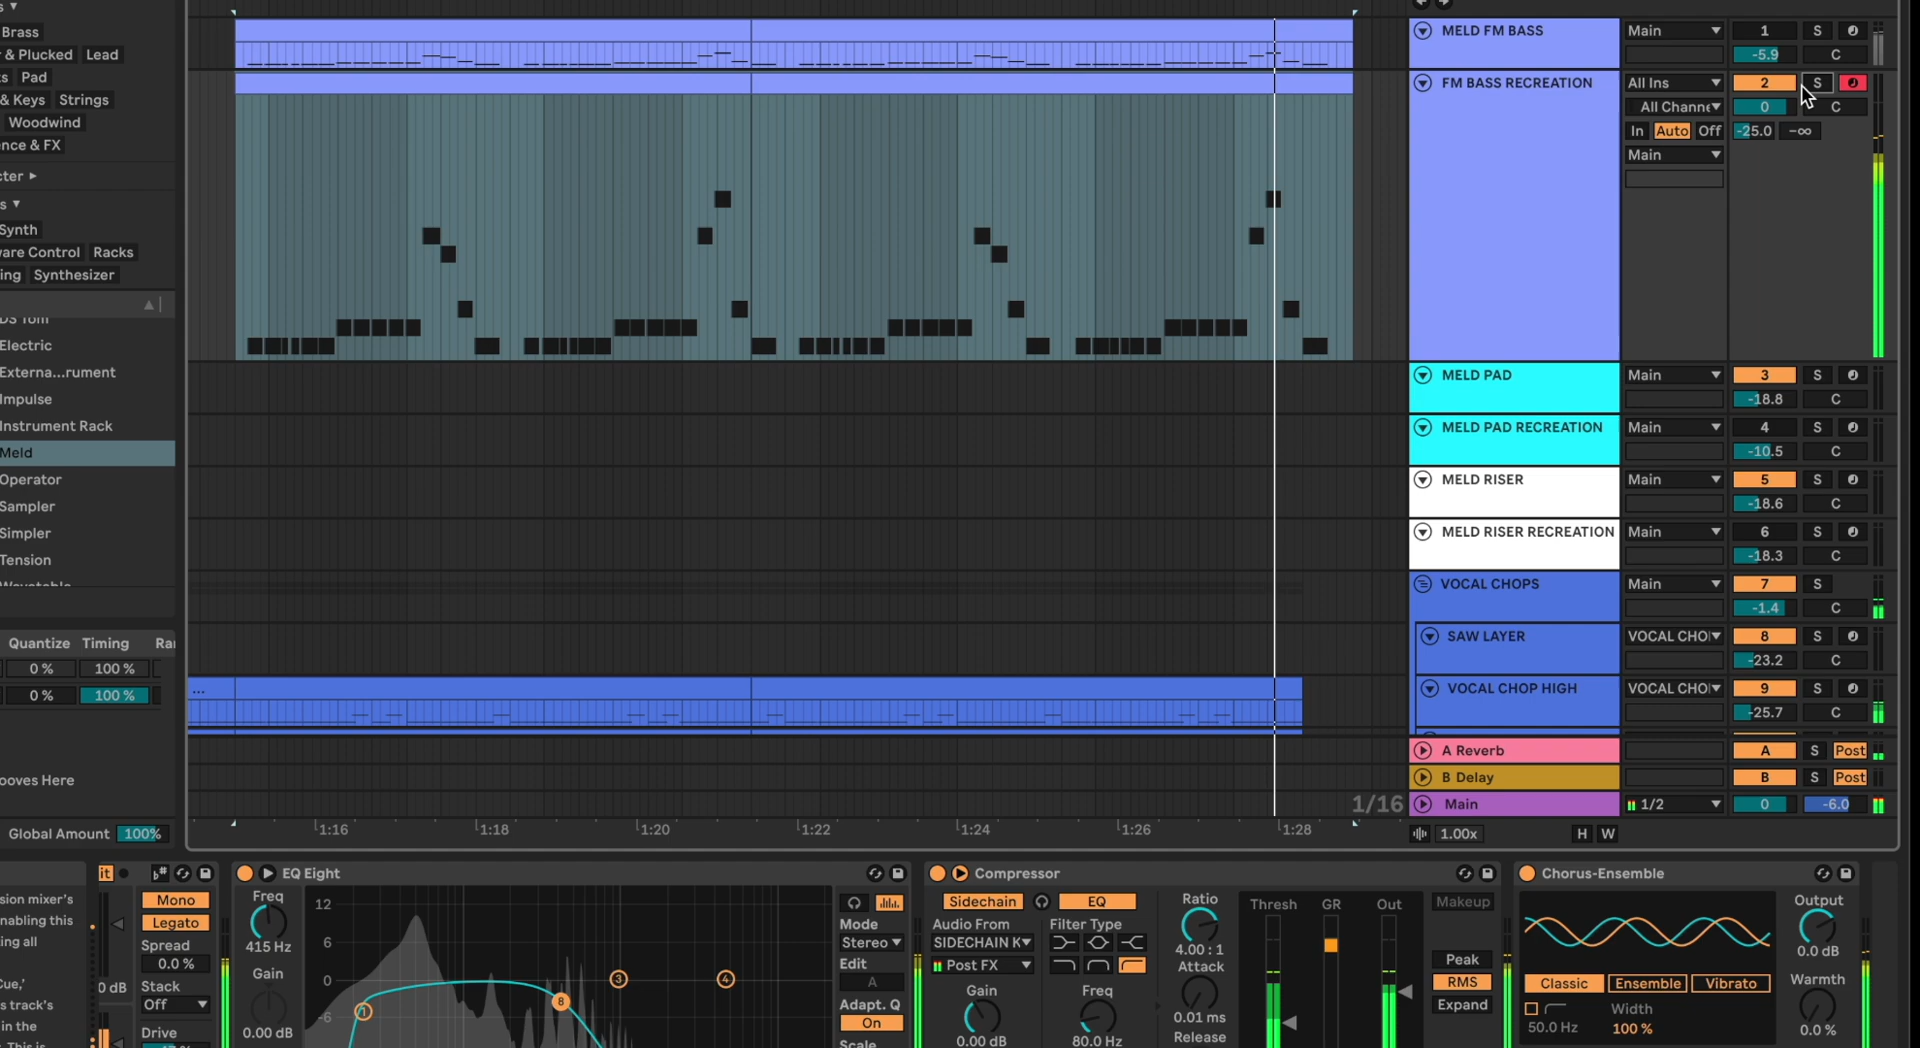 Brass
& Plucked Lead
Pad
& Keys Strings
Woodwind
ence & FX
cter
s
Synth
vare Control Racks
ing Synthesizer
DS Tom
Electric
Externa...rument
Impulse
Instrument Rack
Meld
Operator
Sampler
Simpler
Tension
Wavetable
Quantize Timing Ra
0 % 100 %
0 % 100 %
ooves Here
Global Amount 100%
MELD FM BASS Main 1 S
-5.9 C
FM BASS RECREATION All Ins 2 S
All Channe 0 C
In Auto Off -25.0 -∞
Main
MELD PAD Main 3 S
-18.8 C
MELD PAD RECREATION Main 4 S
-10.5 C
MELD RISER Main 5 S
-18.6 C
MELD RISER RECREATION Main 6 S
-18.3 C
VOCAL CHOPS Main 7 S
-1.4 C
SAW LAYER VOCAL CHO 8 S
-23.2 C
...
VOCAL CHOP HIGH VOCAL CHO 9 S
-25.7 C
A Reverb A S Post
B Delay B S Post
1/16 Main 1/2 0 -6.0
1:16 1:18 1:20 1:22 1:24 1:26 1:28
1.00x H W
it
sion mixer's
nabling this
ing all
Cue,'
s track's
in the
This is
0 dB
Mono
Legato
Spread
0.0 %
Stack
Off
Drive
EQ Eight
Freq
415 Hz
Gain
0.00 dB
12
6
0
-6
1 8 3 4
Mode
Stereo
Edit
A
Adapt. Q
On
Scale
Compressor
Sidechain EQ
Audio From Filter Type
SIDECHAIN K
Post FX
Gain Freq
0.00 dB 80.0 Hz
Ratio
4.00 : 1
Attack
0.01 ms
Release
Thresh GR Out
Makeup
Peak
RMS
Expand
Chorus-Ensemble
Classic Ensemble Vibrato
Width
50.0 Hz 100 %
Output
0.0 dB
Warmth
0.0 %